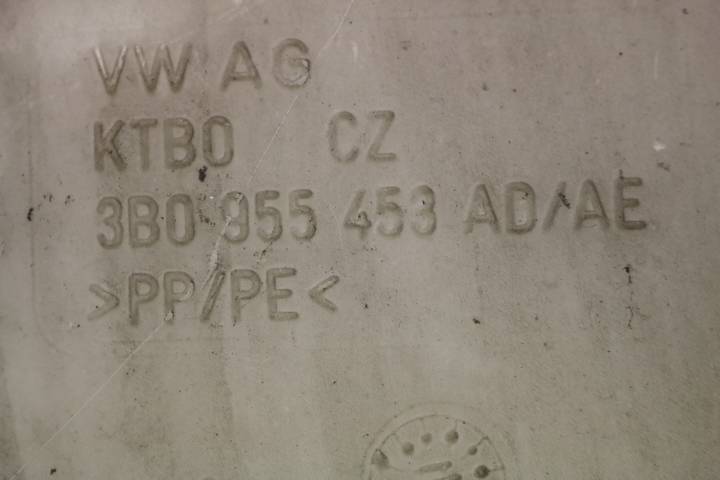 VW AG
KTBO CZ
3B0 955 453 AD/AE
>PP/PE<